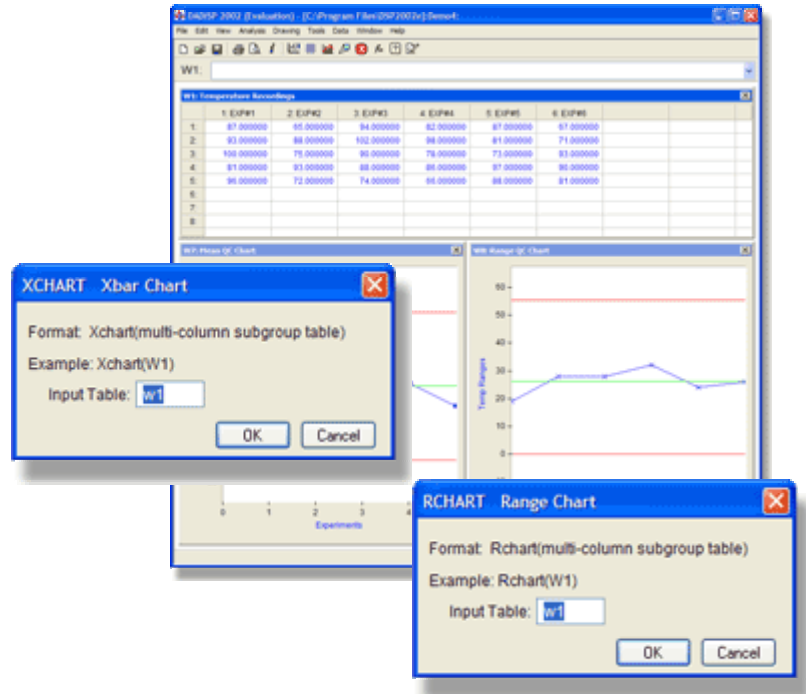 DADiSP 2002 (Evaluation) - [C:\Program Files\DSP2002e]:Demo4:
File Edit View Analysis Drawing Tools Data Window Help
W1:
W1: Temperature Recordings
1: EXP#1 2: EXP#2 3: EXP#3 4: EXP#4 5: EXP#5 6: EXP#6
1: 87.000000 65.000000 94.000000 82.000000 87.000000 67.000000
2: 93.000000 88.000000 102.000000 98.000000 81.000000 71.000000
3: 100.000000 75.000000 90.000000 78.000000 73.000000 93.000000
4: 81.000000 93.000000 88.000000 86.000000 97.000000 90.000000
5: 96.000000 72.000000 74.000000 66.000000 88.000000 81.000000
6:
7:
8:
W7: Mean QC Chart
W8: Range QC Chart
XCHART Xbar Chart
Format: Xchart(multi-column subgroup table)
Example: Xchart(W1)
Input Table: w1
OK Cancel
60
50
40
30
20
10
0
Temp Ranges
0 1 2 3 4
Experiments
RCHART Range Chart
Format: Rchart(multi-column subgroup table)
Example: Rchart(W1)
Input Table: w1
OK Cancel